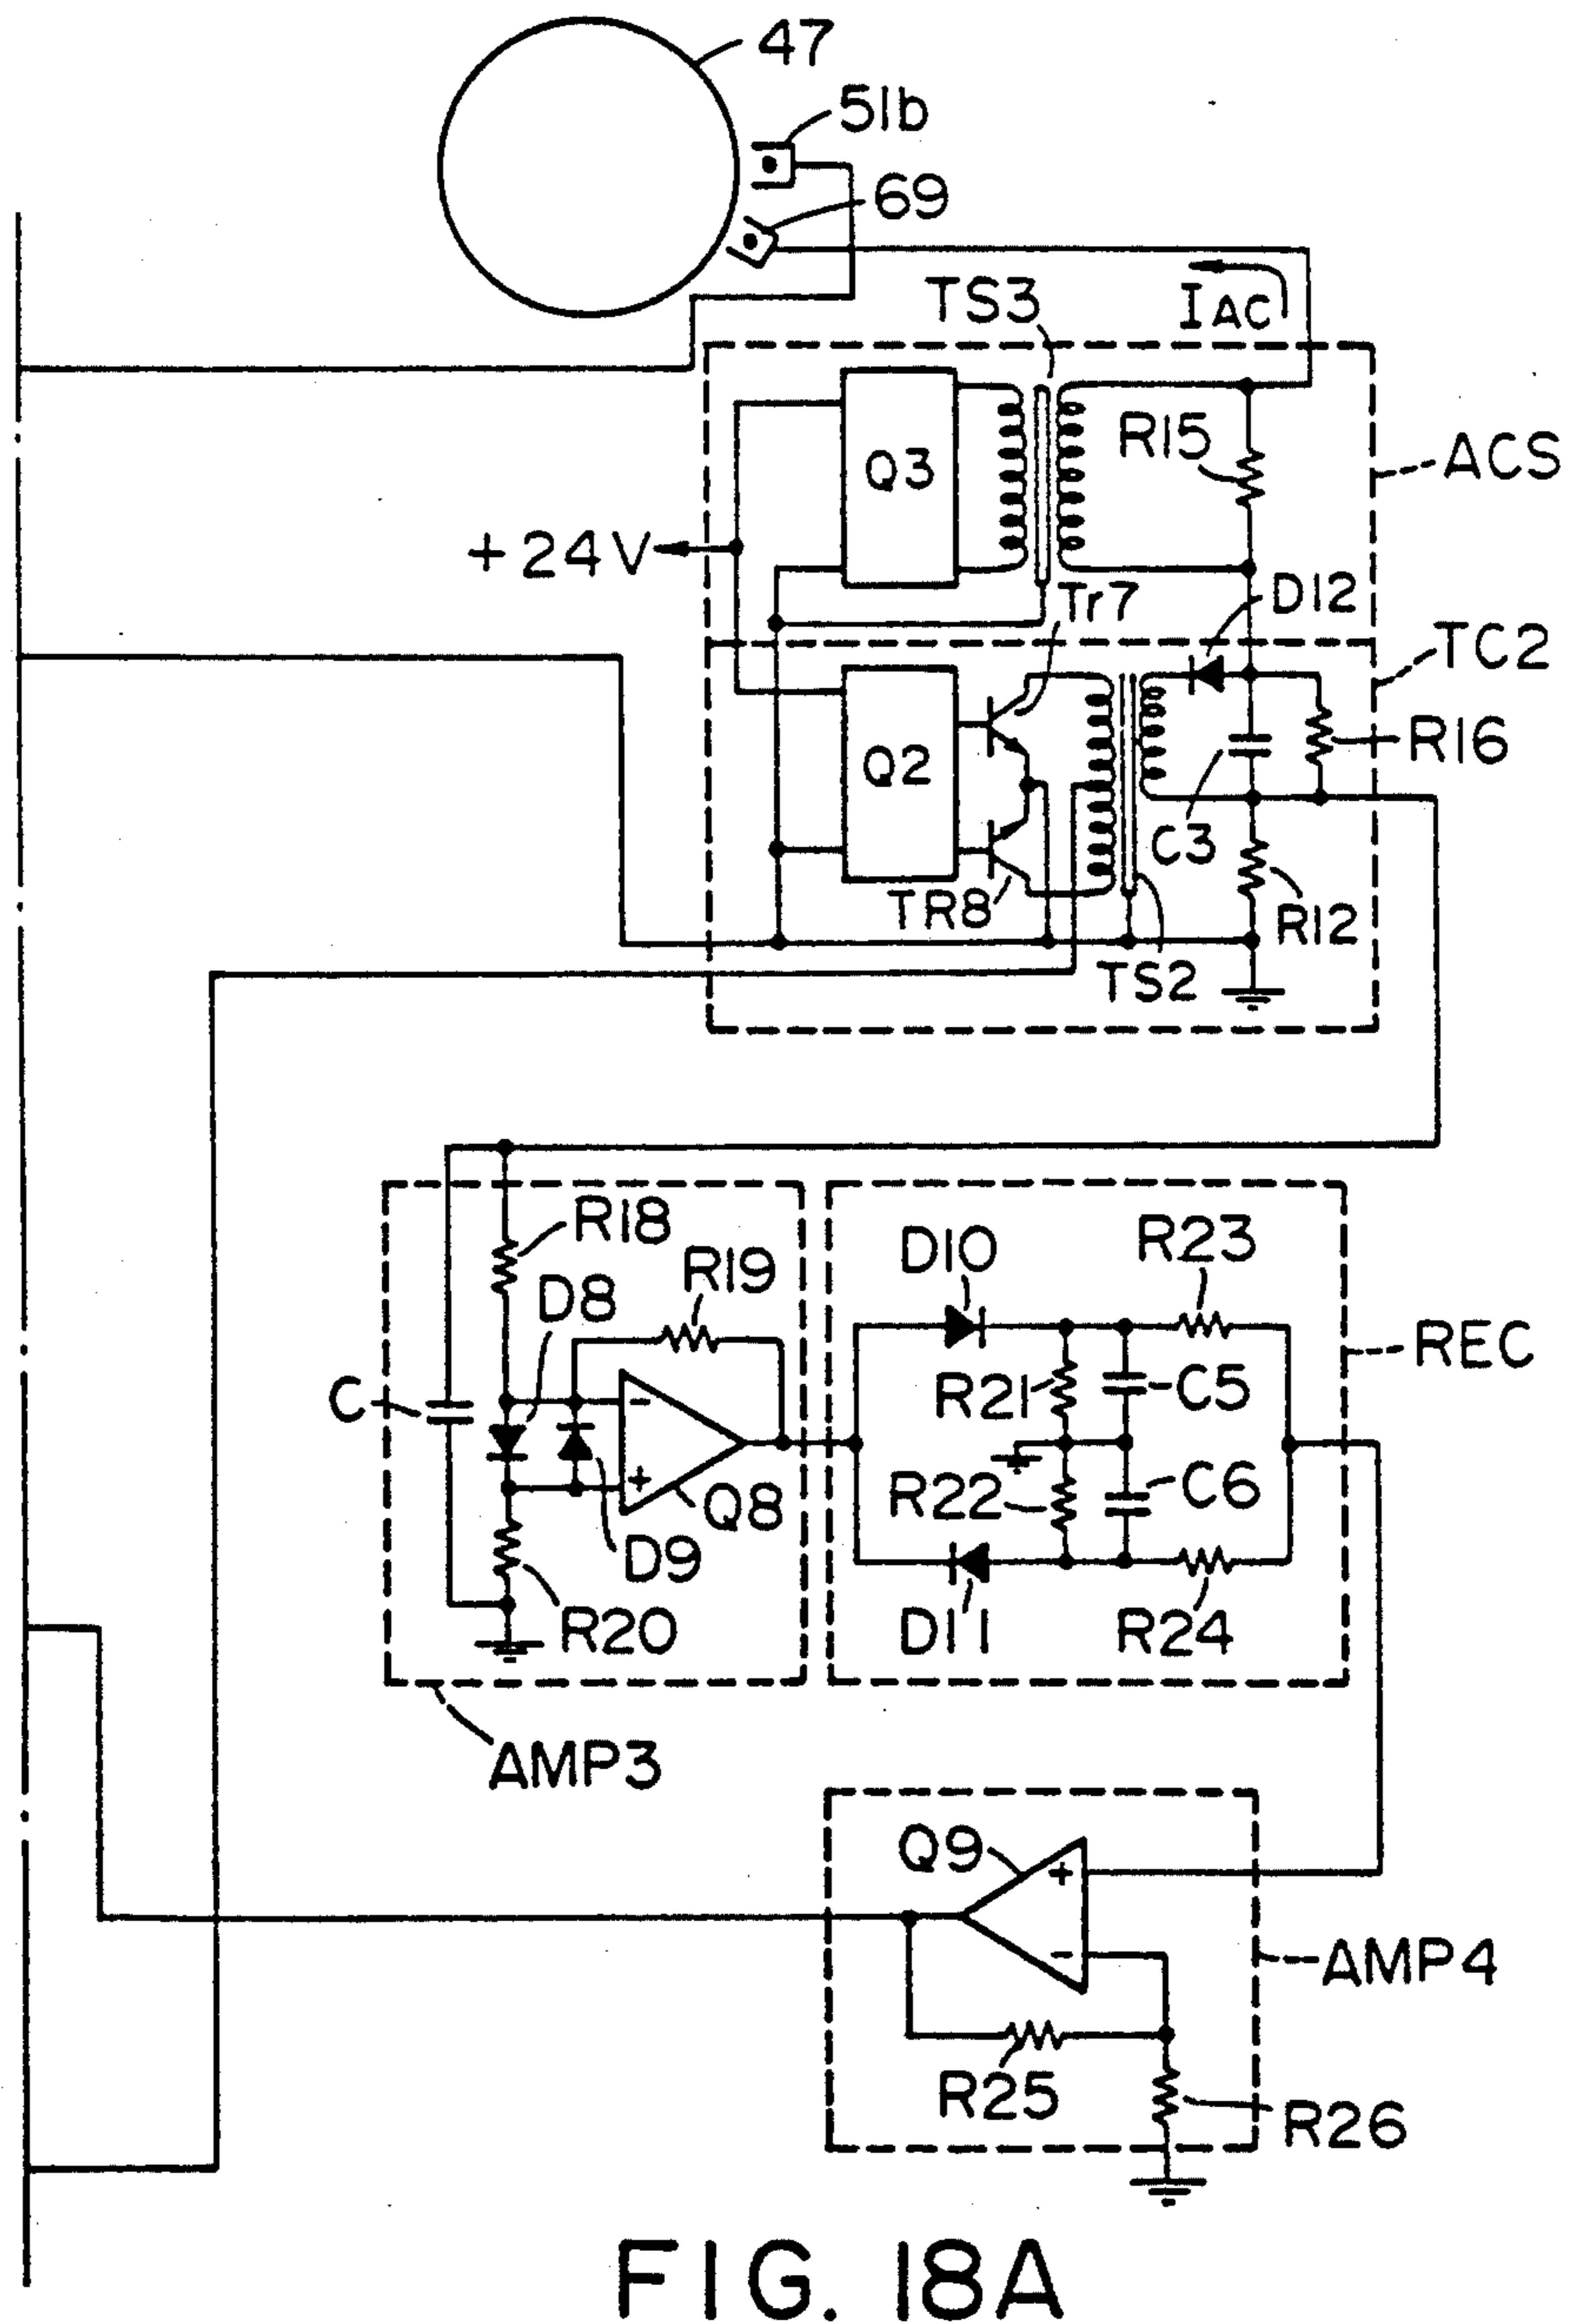 47
51b
69
TS3
IAC
R15
ACS
Q3
+24V
Tr7
D12
TC2
R16
Q2
C3
TR8
R12
TS2
R18
R19
D8
D10
R23
REC
C
-
R21
C5
+
Q8
R22
C6
D9
R20
D11
R24
AMP3
Q9
+
-
AMP4
R25
R26
FIG. 18A